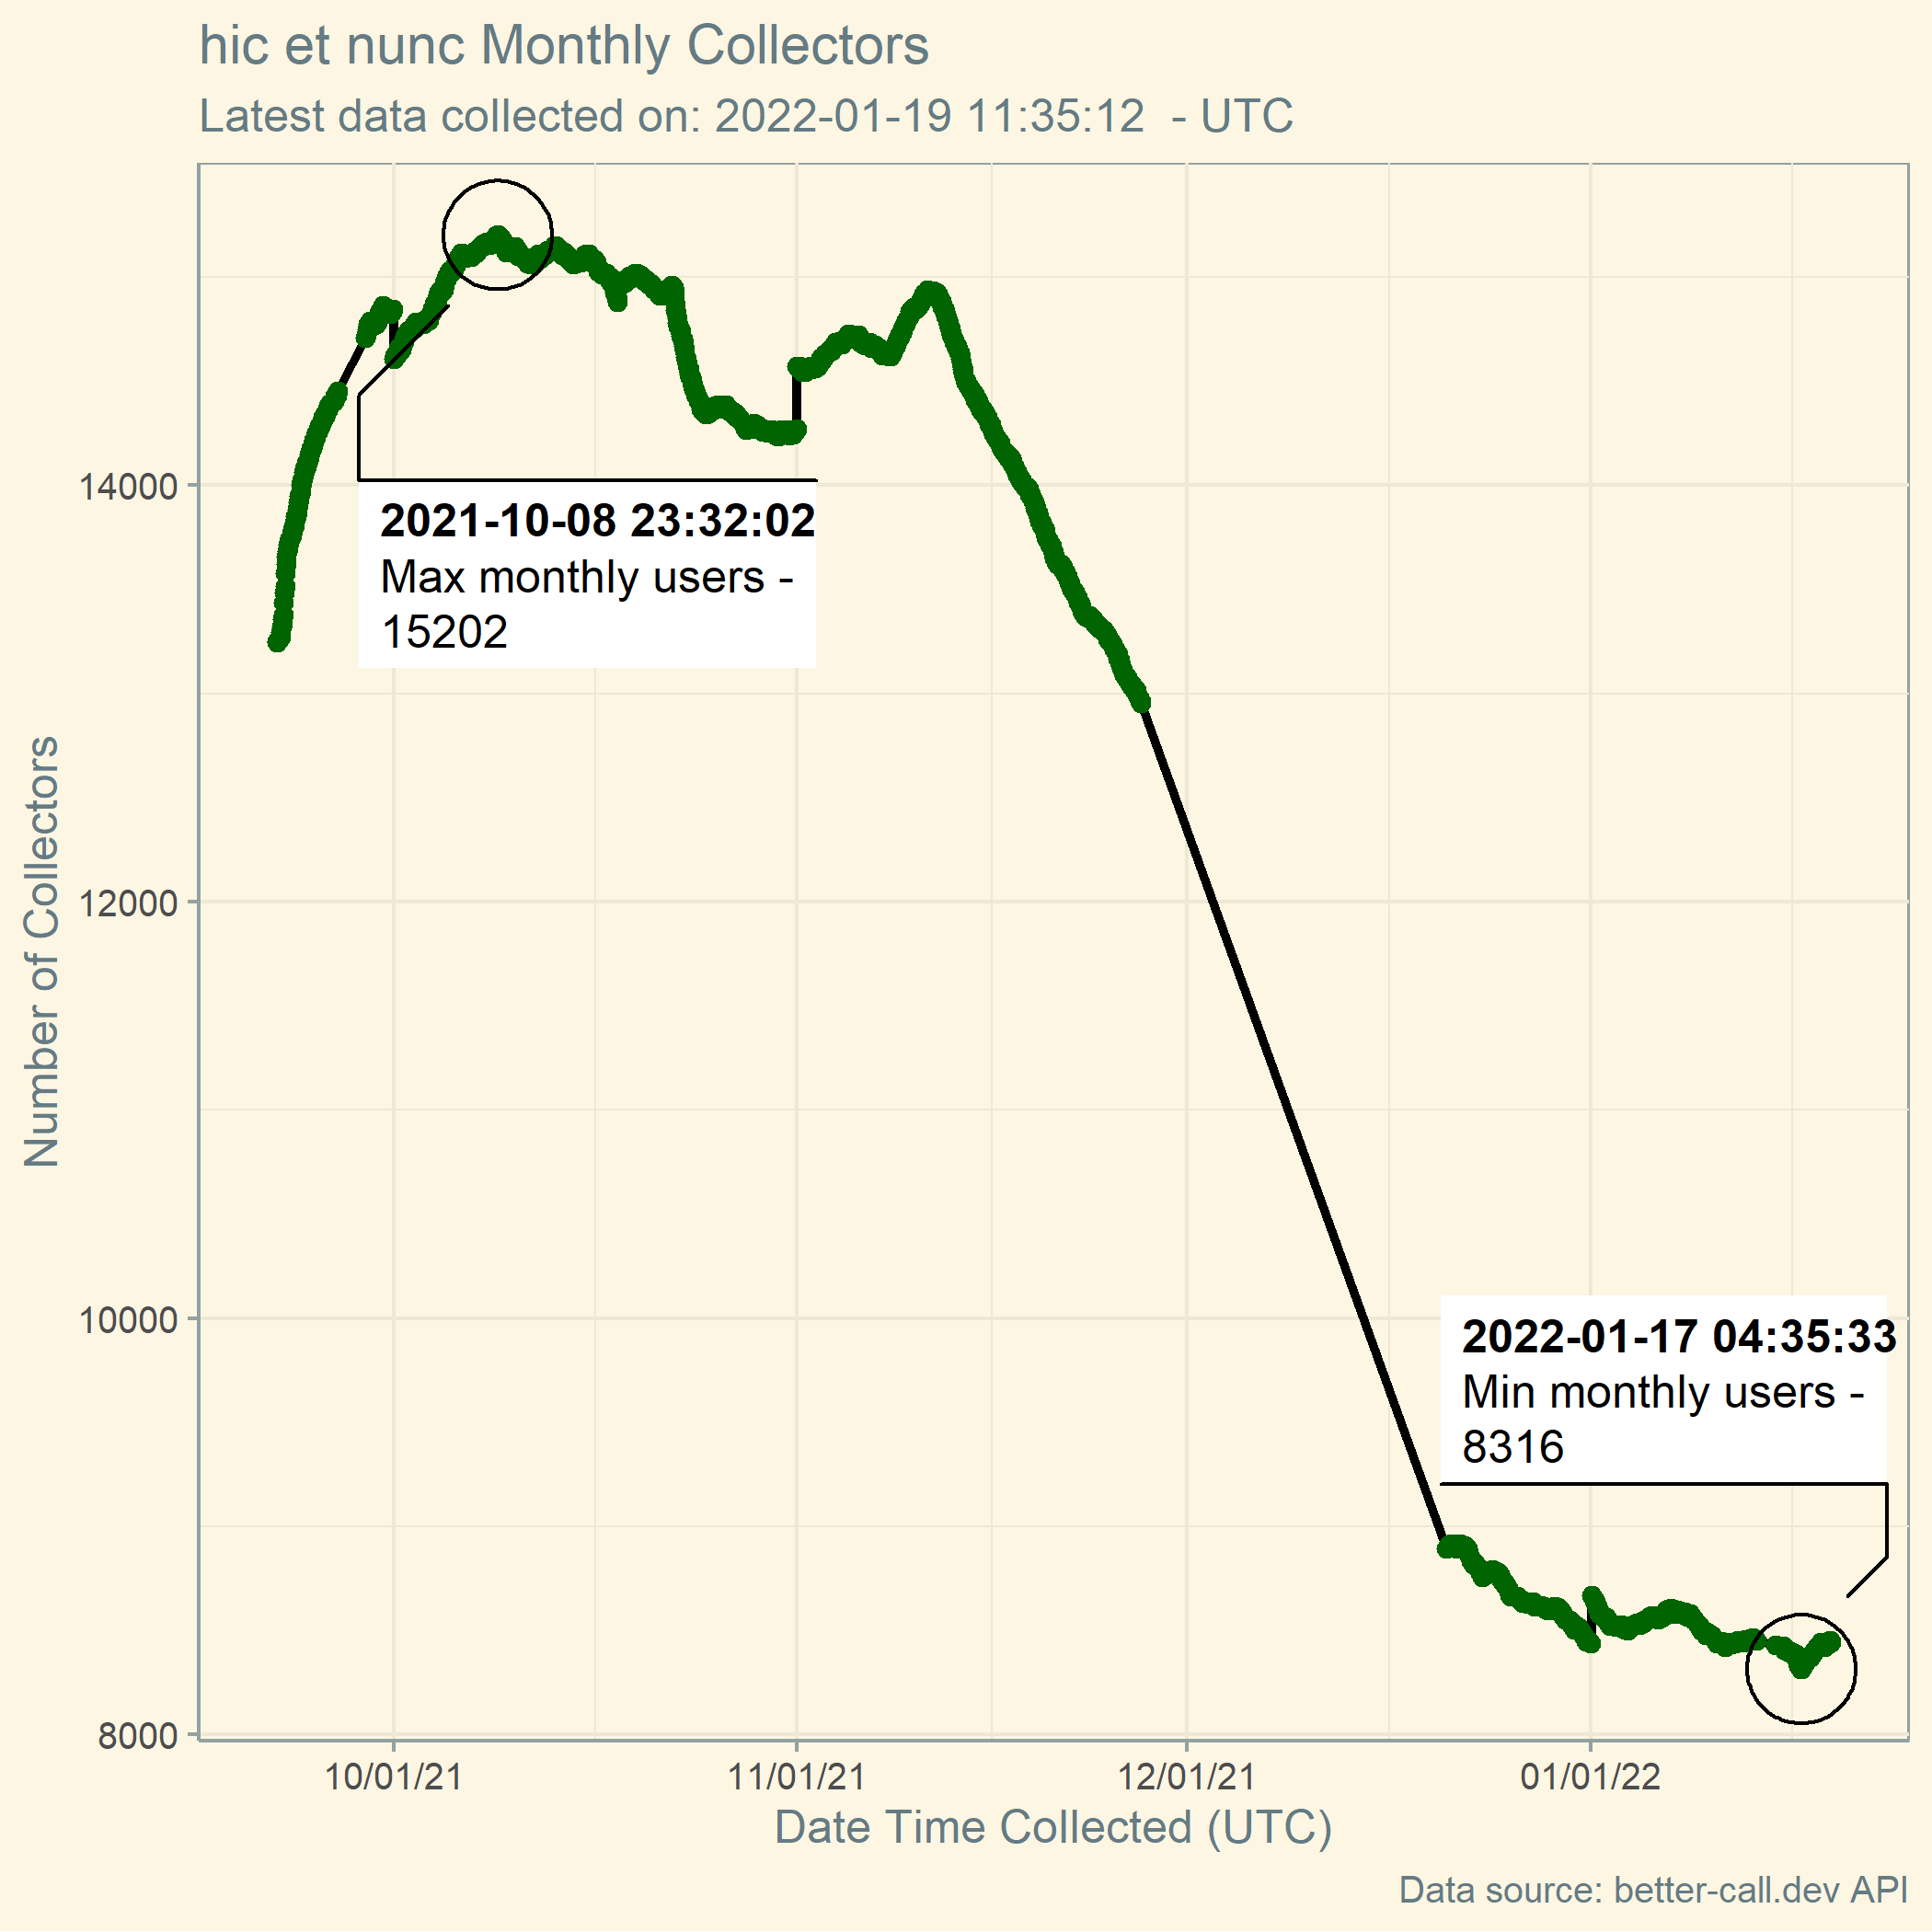 hic et nunc Monthly Collectors
Latest data collected on: 2022-01-19 11:35:12  - UTC
Number of Collectors
14000
12000
10000
8000
2021-10-08 23:32:02
Max monthly users -
15202
2022-01-17 04:35:33
Min monthly users -
8316
10/01/21
11/01/21
12/01/21
01/01/22
Date Time Collected (UTC)
Data source: better-call.dev API